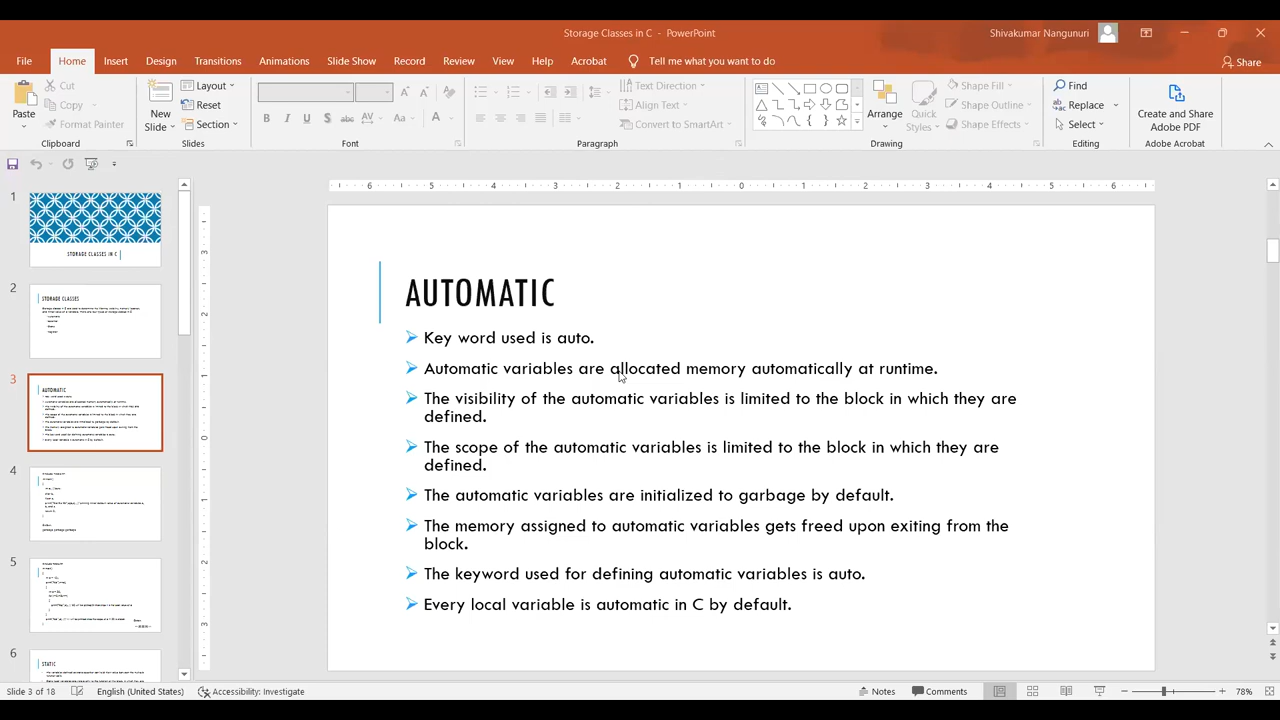 Storage Classes in C - PowerPoint
Shivakumar Nangunuri
File Home Insert Design Transitions Animations Slide Show Record Review View Help Acrobat Tell me what you want to do Share
Paste
Cut
Copy
Format Painter
Clipboard
New Slide
Layout
Reset
Section
Slides
Font
Text Direction
Align Text
Convert to SmartArt
Paragraph
Arrange
Quick Styles
Shape Fill
Shape Outline
Shape Effects
Drawing
Find
Replace
Select
Editing
Create and Share
Adobe PDF
Adobe Acrobat
1
STORAGE CLASSES IN C
2
STORAGE CLASSES
3
AUTOMATIC
4
5
6
STATIC
AUTOMATIC
Key word used is auto.
Automatic variables are allocated memory automatically at runtime.
The visibility of the automatic variables is limited to the block in which they are
defined.
The scope of the automatic variables is limited to the block in which they are
defined.
The automatic variables are initialized to garbage by default.
The memory assigned to automatic variables gets freed upon exiting from the
block.
The keyword used for defining automatic variables is auto.
Every local variable is automatic in C by default.
Slide 3 of 18 English (United States) Accessibility: Investigate Notes Comments 78%